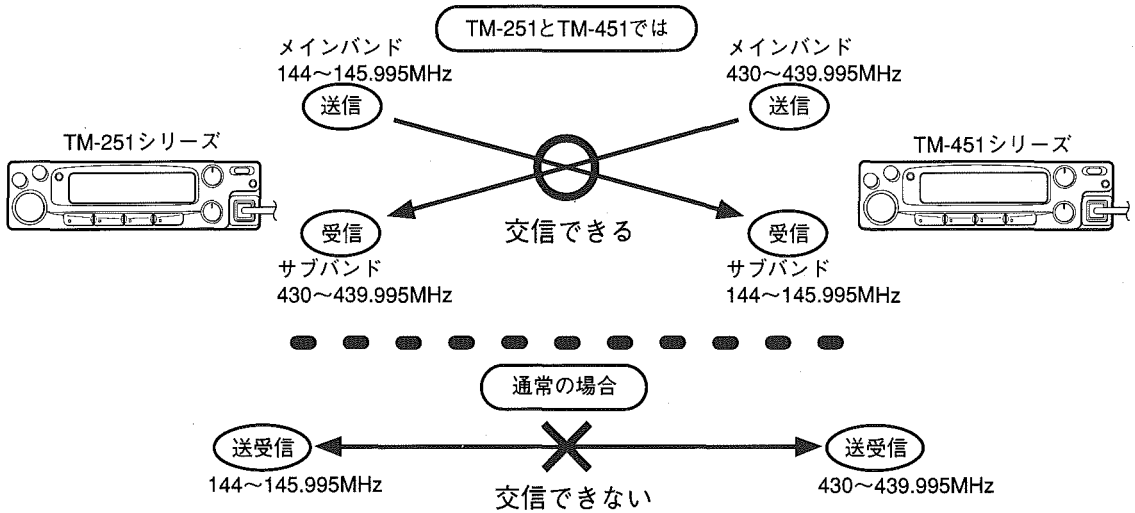 TM-251とTM-451では
メインバンド
144〜145.995MHz
送信
メインバンド
430〜439.995MHz
送信
TM-251シリーズ
TM-451シリーズ
受信
サブバンド
430〜439.995MHz
交信できる
受信
サブバンド
144〜145.995MHz
通常の場合
送受信
144〜145.995MHz
交信できない
送受信
430〜439.995MHz